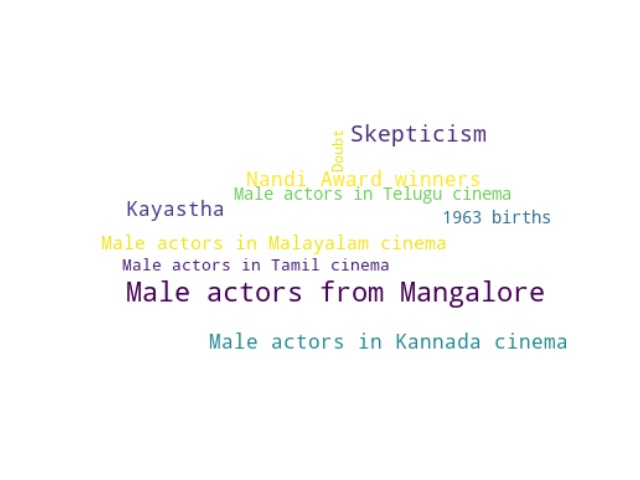 Skepticism
Doubt
Nandi Award winners
Male actors in Telugu cinema
Kayastha
1963 births
Male actors in Malayalam cinema
Male actors in Tamil cinema
Male actors from Mangalore
Male actors in Kannada cinema